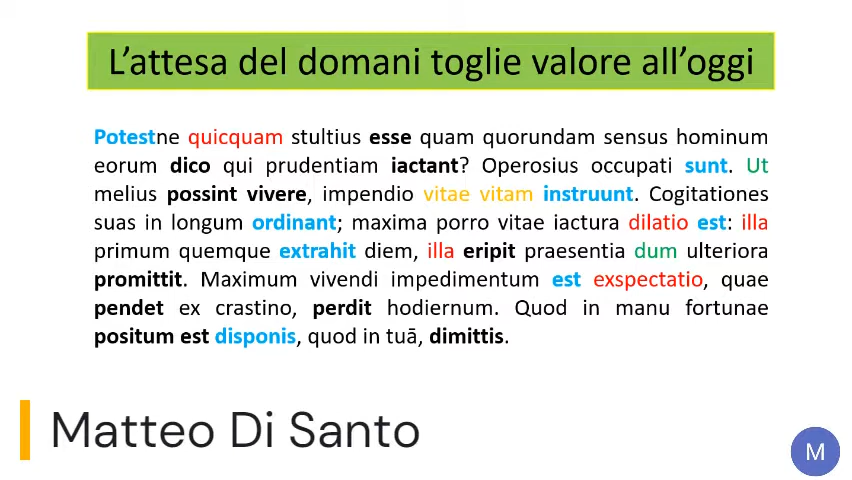 L’attesa del domani toglie valore all’oggi
Potestne quicquam stultius esse quam quorundam sensus hominum
eorum dico qui prudentiam iactant? Operosius occupati sunt. Ut
melius possint vivere, impendio vitae vitam instruunt. Cogitationes
suas in longum ordinant; maxima porro vitae iactura dilatio est: illa
primum quemque extrahit diem, illa eripit praesentia dum ulteriora
promittit. Maximum vivendi impedimentum est exspectatio, quae
pendet ex crastino, perdit hodiernum. Quod in manu fortunae
positum est disponis, quod in tuā, dimittis.
Matteo Di Santo
M